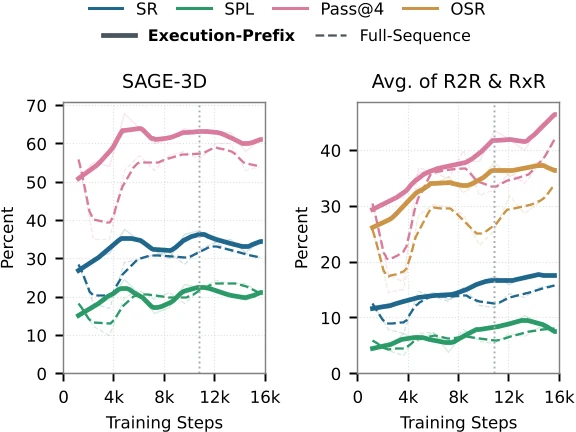 SR SPL Pass@4 OSR
Execution-Prefix Full-Sequence
SAGE-3D
Percent
70
60
50
40
30
20
10
0
0 4k 8k 12k 16k
Training Steps
Avg. of R2R & RxR
Percent
40
30
20
10
0
0 4k 8k 12k 16k
Training Steps